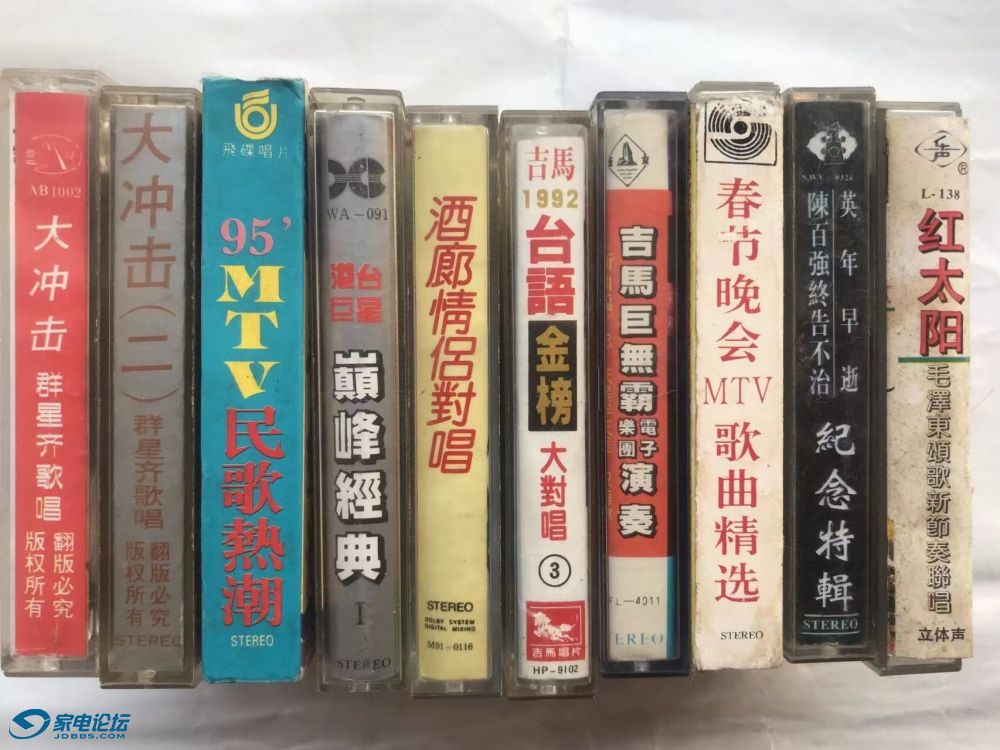 AB1002
大冲击
群星齐歌唱
版权所有
翻版必究
大冲击(二)
群星齐歌唱
版权所有
翻版必究
STEREO
飛碟唱片
95'
MTV
民歌熱潮
STEREO
WA-091
港台
巨星
巔峰經典
I
STEREO
酒廊情侶對唱
STEREO
DOLBY SYSTEM
DIGITAL MIXING
M91-0116
吉馬
1992
台語
金榜
大對唱
3
吉馬唱片
HP-9102
吉馬巨無霸
電子
樂團
演奏
FL-4011
EREO
春节晚会
MTV
歌曲精选
STEREO
NWY-9324
英年早逝
陳百強終告不治
紀念特輯
STEREO
L-138
红太阳
毛澤東頌歌新節奏聯唱
立体声
家电论坛
JDBBS.COM